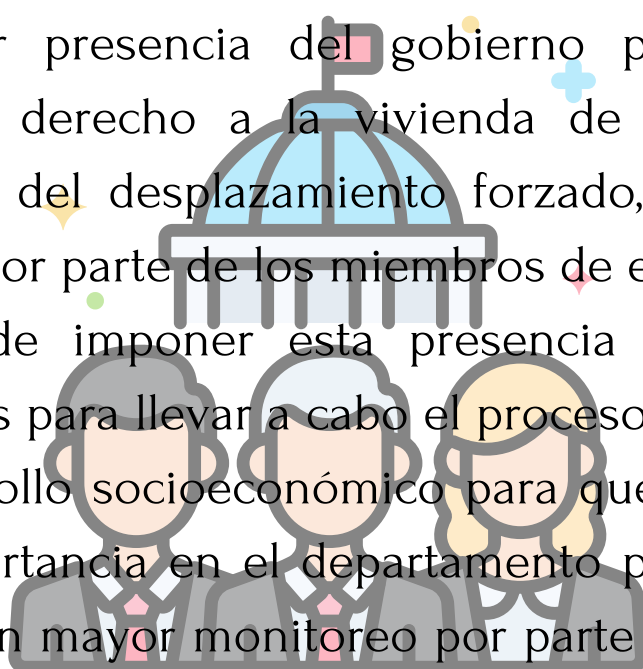 r presencia del gobierno p
derecho a la vivienda de
del desplazamiento forzado,
or parte de los miembros de e
de imponer esta presencia
s para llevar a cabo el proceso
ollo socioeconómico para que
rtancia en el departamento p
n mayor monitoreo por parte